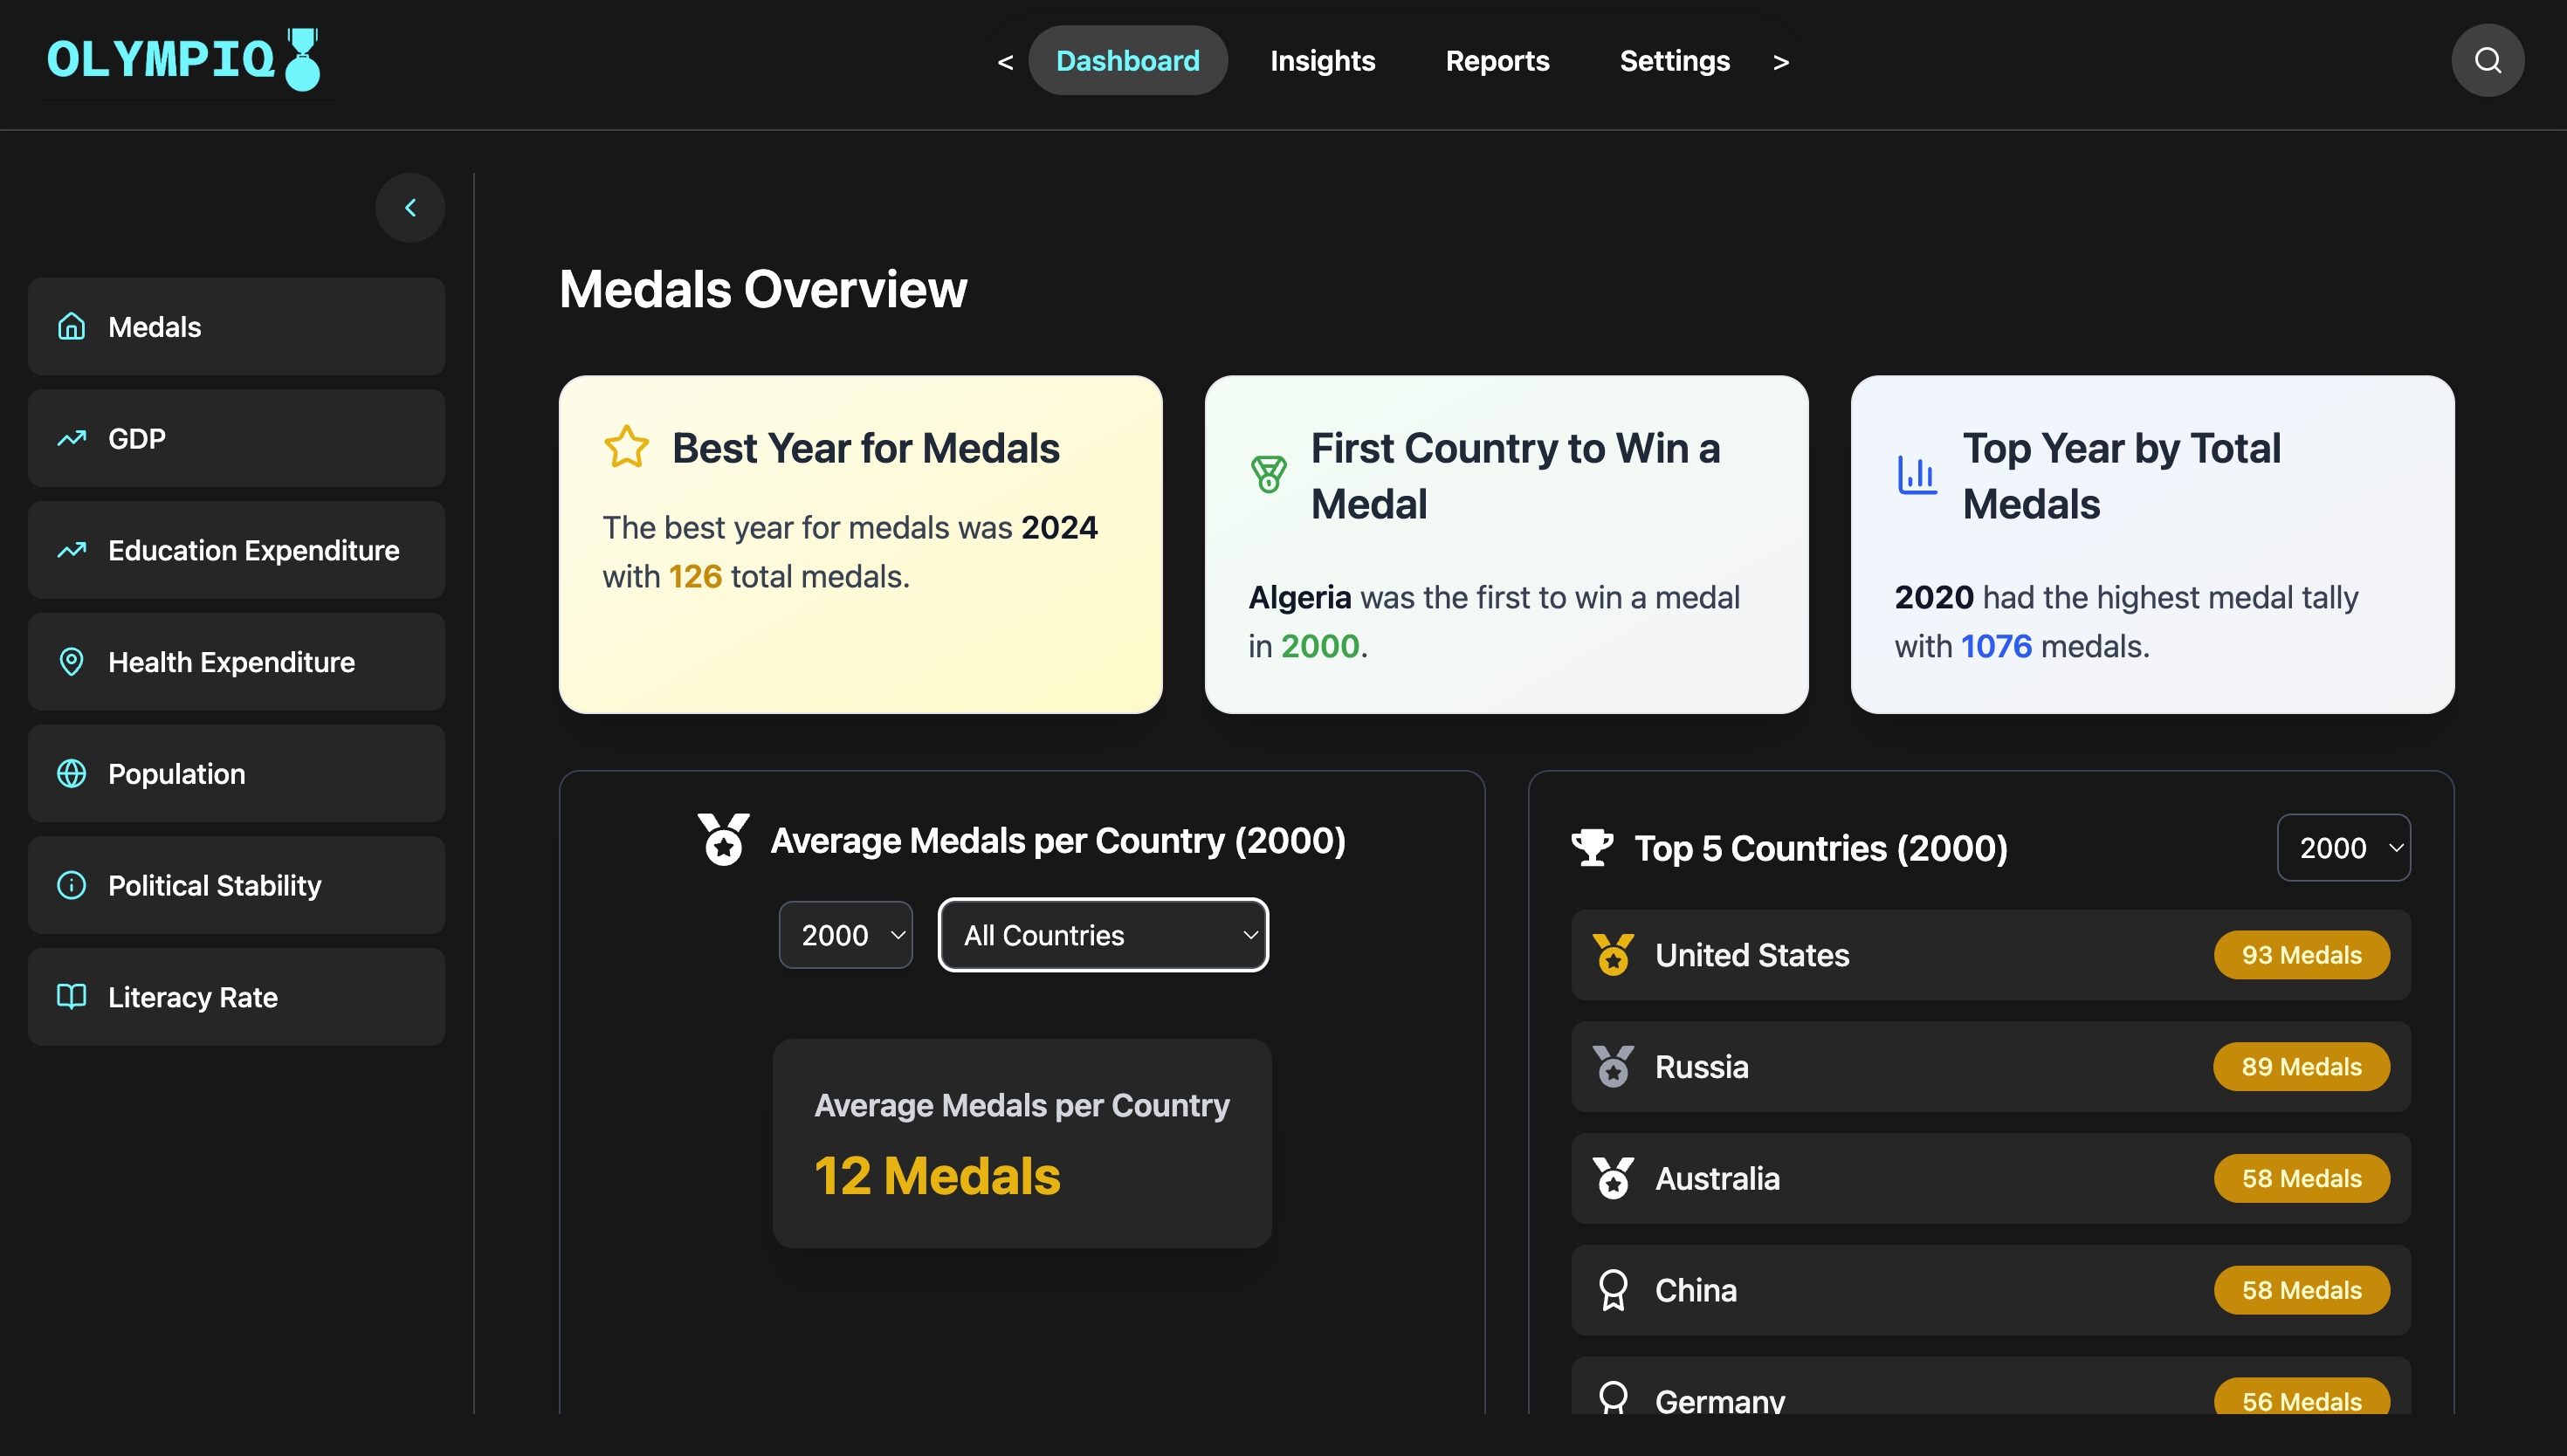 OLYMPIQ
< Dashboard Insights Reports Settings >
Medals
GDP
Education Expenditure
Health Expenditure
Population
Political Stability
Literacy Rate
Medals Overview
Best Year for Medals
The best year for medals was 2024
with 126 total medals.
First Country to Win a
Medal
Algeria was the first to win a medal
in 2000.
Top Year by Total
Medals
2020 had the highest medal tally
with 1076 medals.
Average Medals per Country (2000)
2000 All Countries
Average Medals per Country
12 Medals
Top 5 Countries (2000) 2000
United States 93 Medals
Russia 89 Medals
Australia 58 Medals
China 58 Medals
Germany 56 Medals